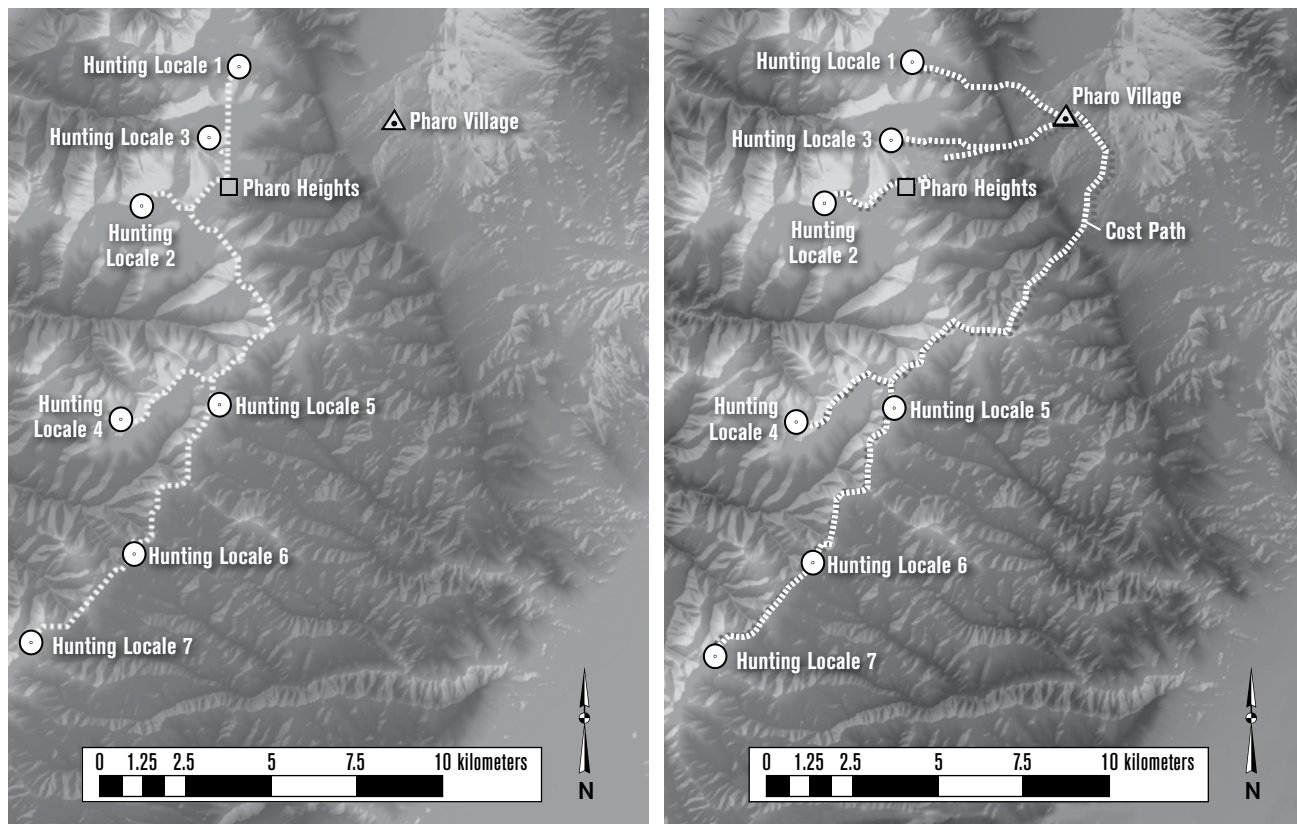 Hunting Locale 1
Pharo Village
Hunting Locale 3
Pharo Heights
Hunting
Locale 2
Hunting
Locale 4
Hunting Locale 5
Hunting Locale 6
Hunting Locale 7
0 1.25 2.5 5 7.5 10 kilometers
N
Hunting Locale 1
Pharo Village
Hunting Locale 3
Pharo Heights
Hunting
Locale 2
Cost Path
Hunting
Locale 4
Hunting Locale 5
Hunting Locale 6
Hunting Locale 7
0 1.25 2.5 5 7.5 10 kilometers
N